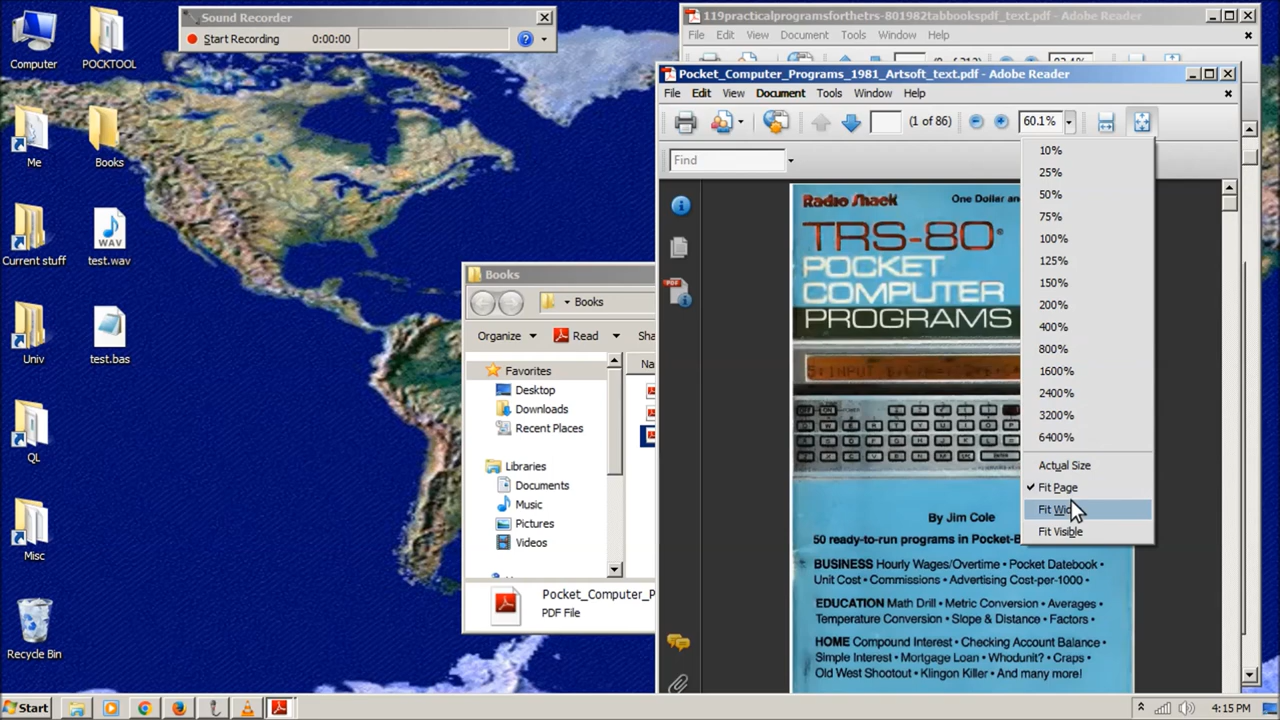 Sound Recorder
Start Recording
0:00:00
119practicalprogramsforthetrs-801982tabbookspdf_text.pdf - Adobe Reader
File Edit View Document Tools Window Help
Pocket_Computer_Programs_1981_Artsoft_text.pdf - Adobe Reader
File Edit View Document Tools Window Help
(1 of 86)
60.1%
Find
10%
25%
50%
75%
100%
125%
150%
200%
400%
800%
1600%
2400%
3200%
6400%
Actual Size
Fit Page
Fit
Fit Visible
Radio Shack
One Dollar
TRS-80
POCKET
COMPUTER
PROGRAMS
By Jim Cole
50 ready-to-run programs in
BUSINESS Hourly Wages/Overtime • Pocket Datebook •
Unit Cost • Commissions • Advertising Cost-per-1000 •
EDUCATION Math Drill • Metric Conversion • Averages •
Temperature Conversion • Slope & Distance • Factors •
HOME Compound Interest • Checking Account Balance •
Simple Interest • Mortgage Loan • Whodunit? • Craps •
Old West Shootout • Klingon Killer • And many more!
Books
Books
Organize
Read
Favorites
Desktop
Downloads
Recent Places
Libraries
Documents
Music
Pictures
Videos
Pocket_Computer_P
PDF File
Computer
POCKTOOL
Me
Books
Current stuff
WAV
test.wav
Univ
test.bas
QL
Misc
Recycle Bin
Start
4:15 PM